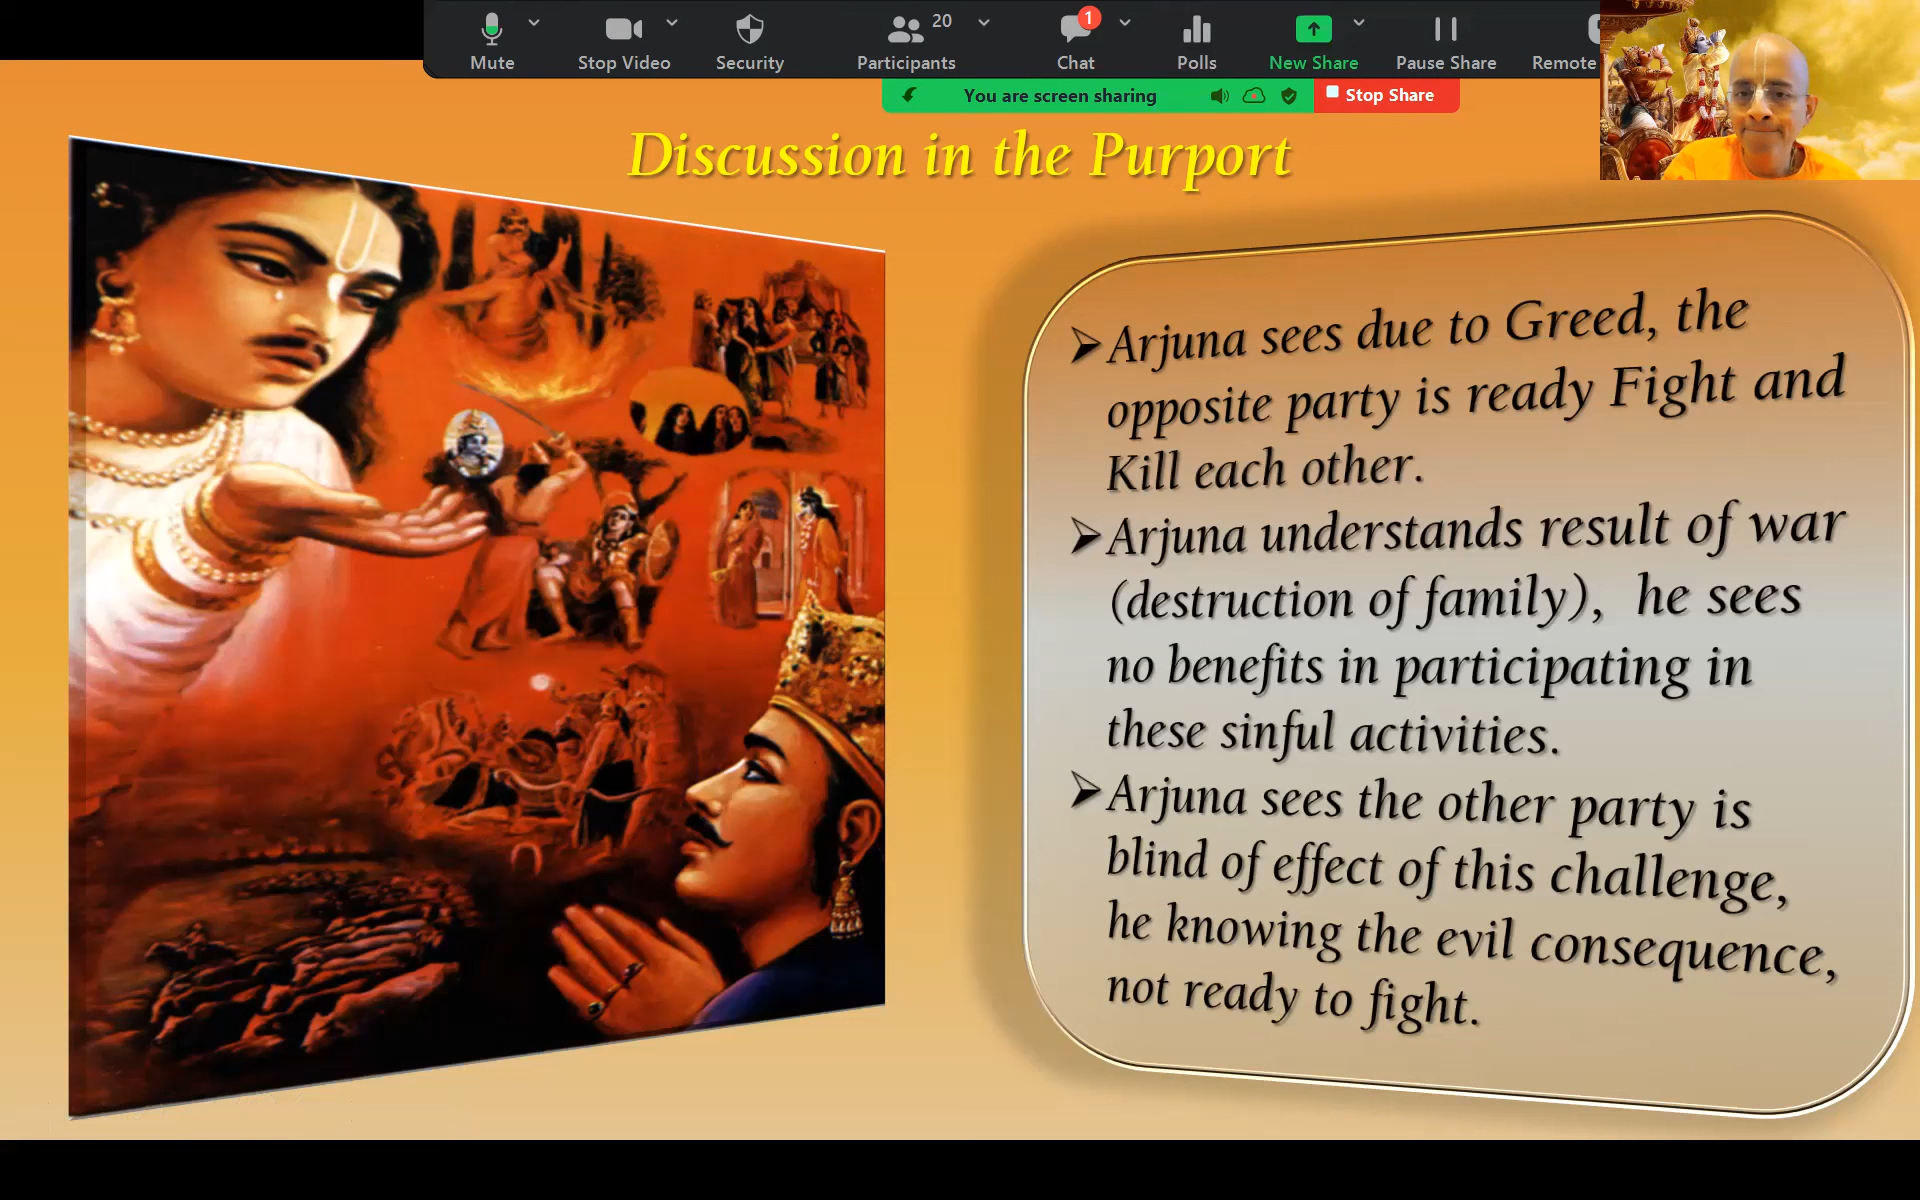 Mute
Stop Video
Security
20
Participants
1
Chat
Polls
New Share
Pause Share
Remote
You are screen sharing
Stop Share
Discussion in the Purport
➢Arjuna sees due to Greed, the
opposite party is ready Fight and
Kill each other.
➢Arjuna understands result of war
(destruction of family), he sees
no benefits in participating in
these sinful activities.
➢Arjuna sees the other party is
blind of effect of this challenge,
he knowing the evil consequence,
not ready to fight.